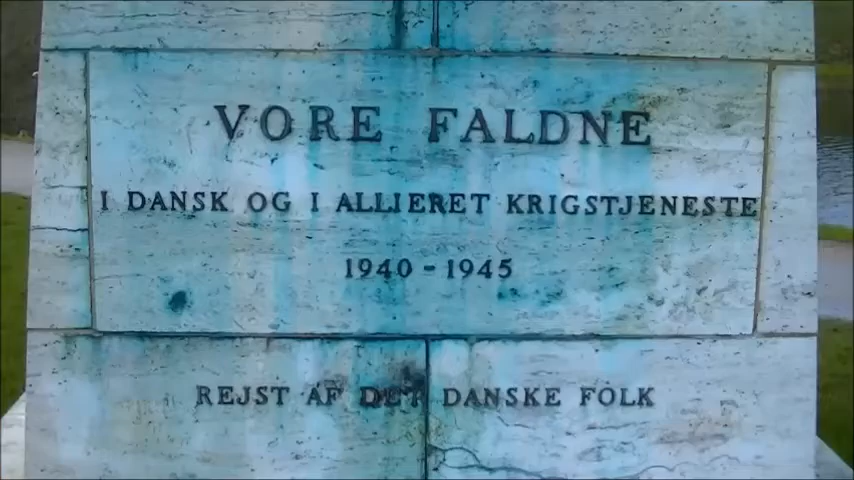 VORE FALDNE
I DANSK OG I ALLIERET KRIGSTJENESTE
1940-1945
REJST AF DET DANSKE FOLK